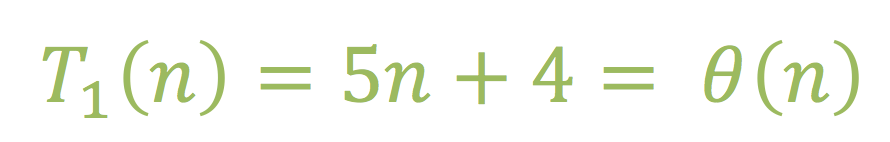 T₁(n) = 5n + 4 = θ(n)